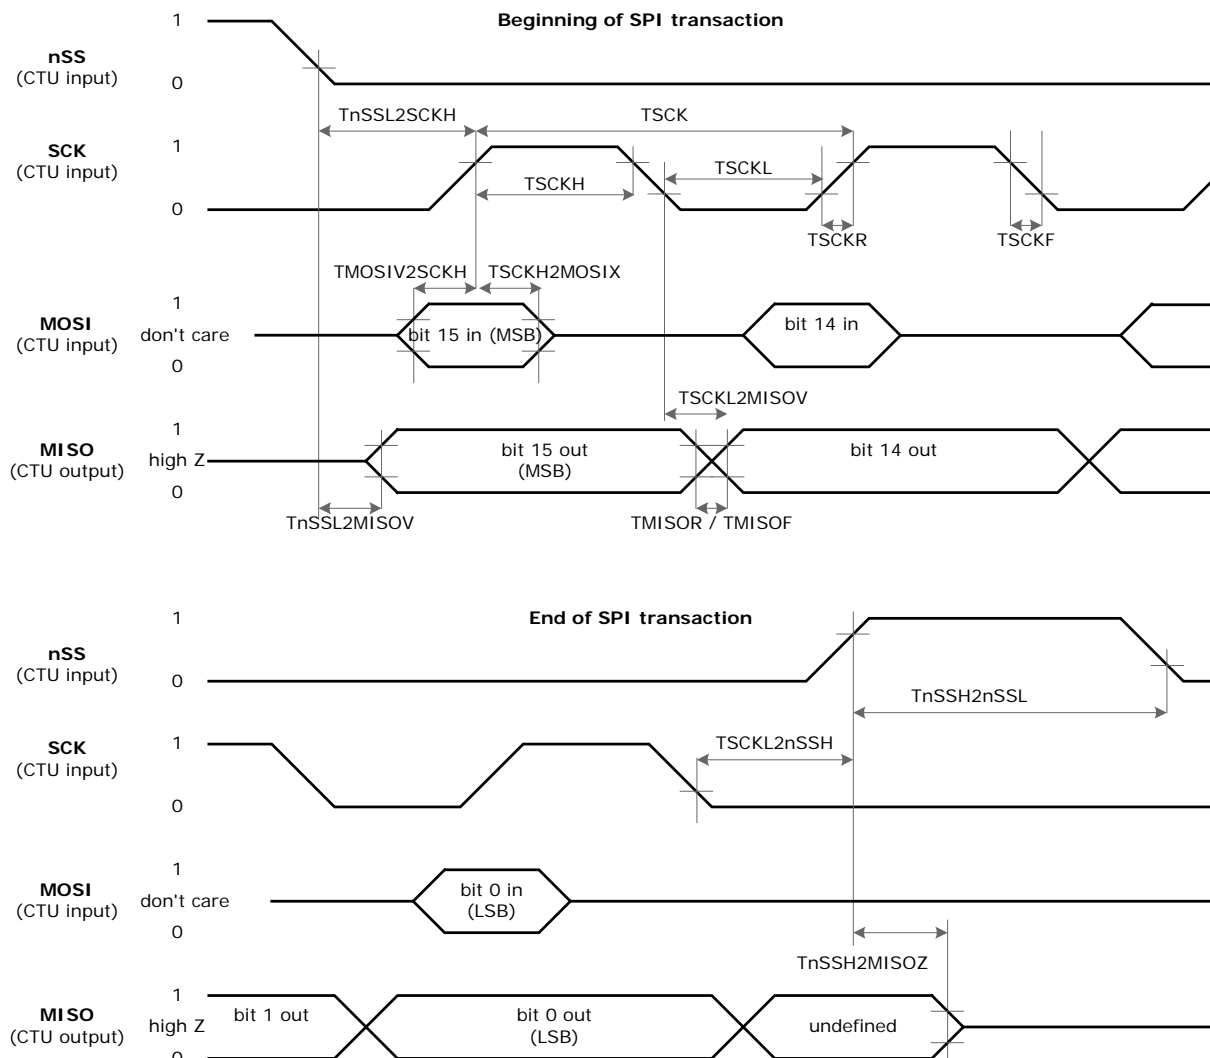 Beginning of SPI transaction
1
nSS
(CTU input)
0
TnSSL2SCKH
TSCK
1
SCK
(CTU input)
TSCKH
TSCKL
0
TSCKR
TSCKF
TMOSIV2SCKH
TSCKH2MOSIX
1
MOSI
(CTU input)
don't care
bit 15 in (MSB)
bit 14 in
0
TSCKL2MISOV
1
MISO
(CTU output)
high Z
bit 15 out
(MSB)
bit 14 out
0
TnSSL2MISOV
TMISOR / TMISOF
End of SPI transaction
1
nSS
(CTU input)
0
TnSSH2nSSL
1
SCK
(CTU input)
TSCKL2nSSH
0
1
MOSI
(CTU input)
don't care
bit 0 in
(LSB)
0
TnSSH2MISOZ
1
MISO
(CTU output)
high Z
bit 1 out
bit 0 out
(LSB)
undefined
0